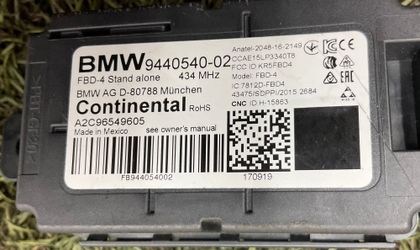 BMW 9440540-02
FBD-4 Stand alone 434 MHz
BMW AG D-80788 München
Continental RoHS
A2C96549605
Made in Mexico see owner's manual
FB944054002
Anatel-2048-16-2149
CCAE15LP3340T8
FCC ID KR5FBD4
Model: FBD-4
IC 7812D-FBD4
43475/SDPPI/2015 2684
CNC ID H-15863
170919